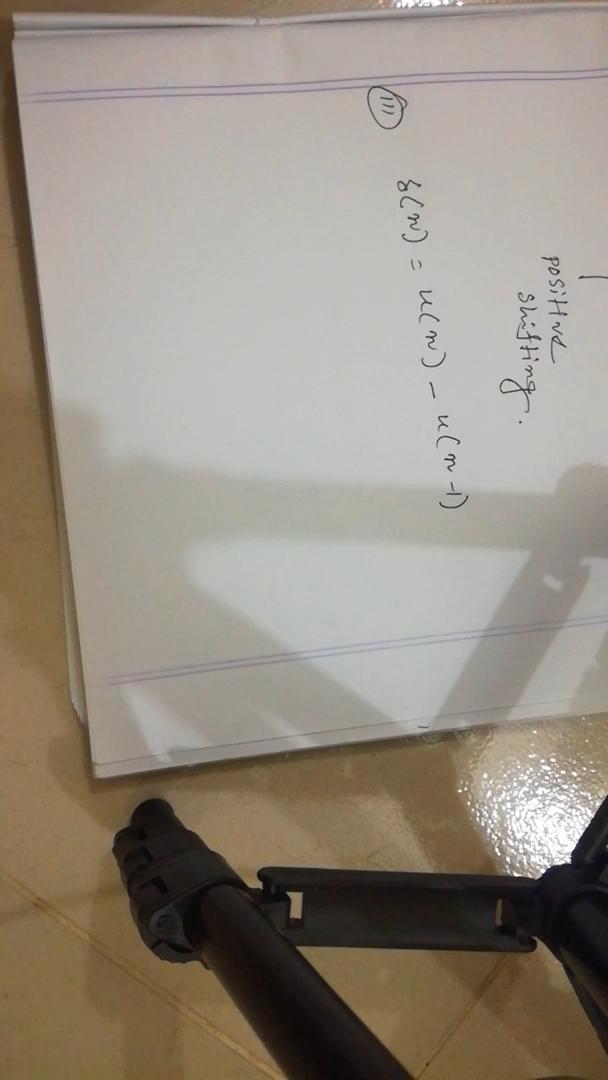 positive
shifting.
(III) δ(n) = u(n) - u(n-1)